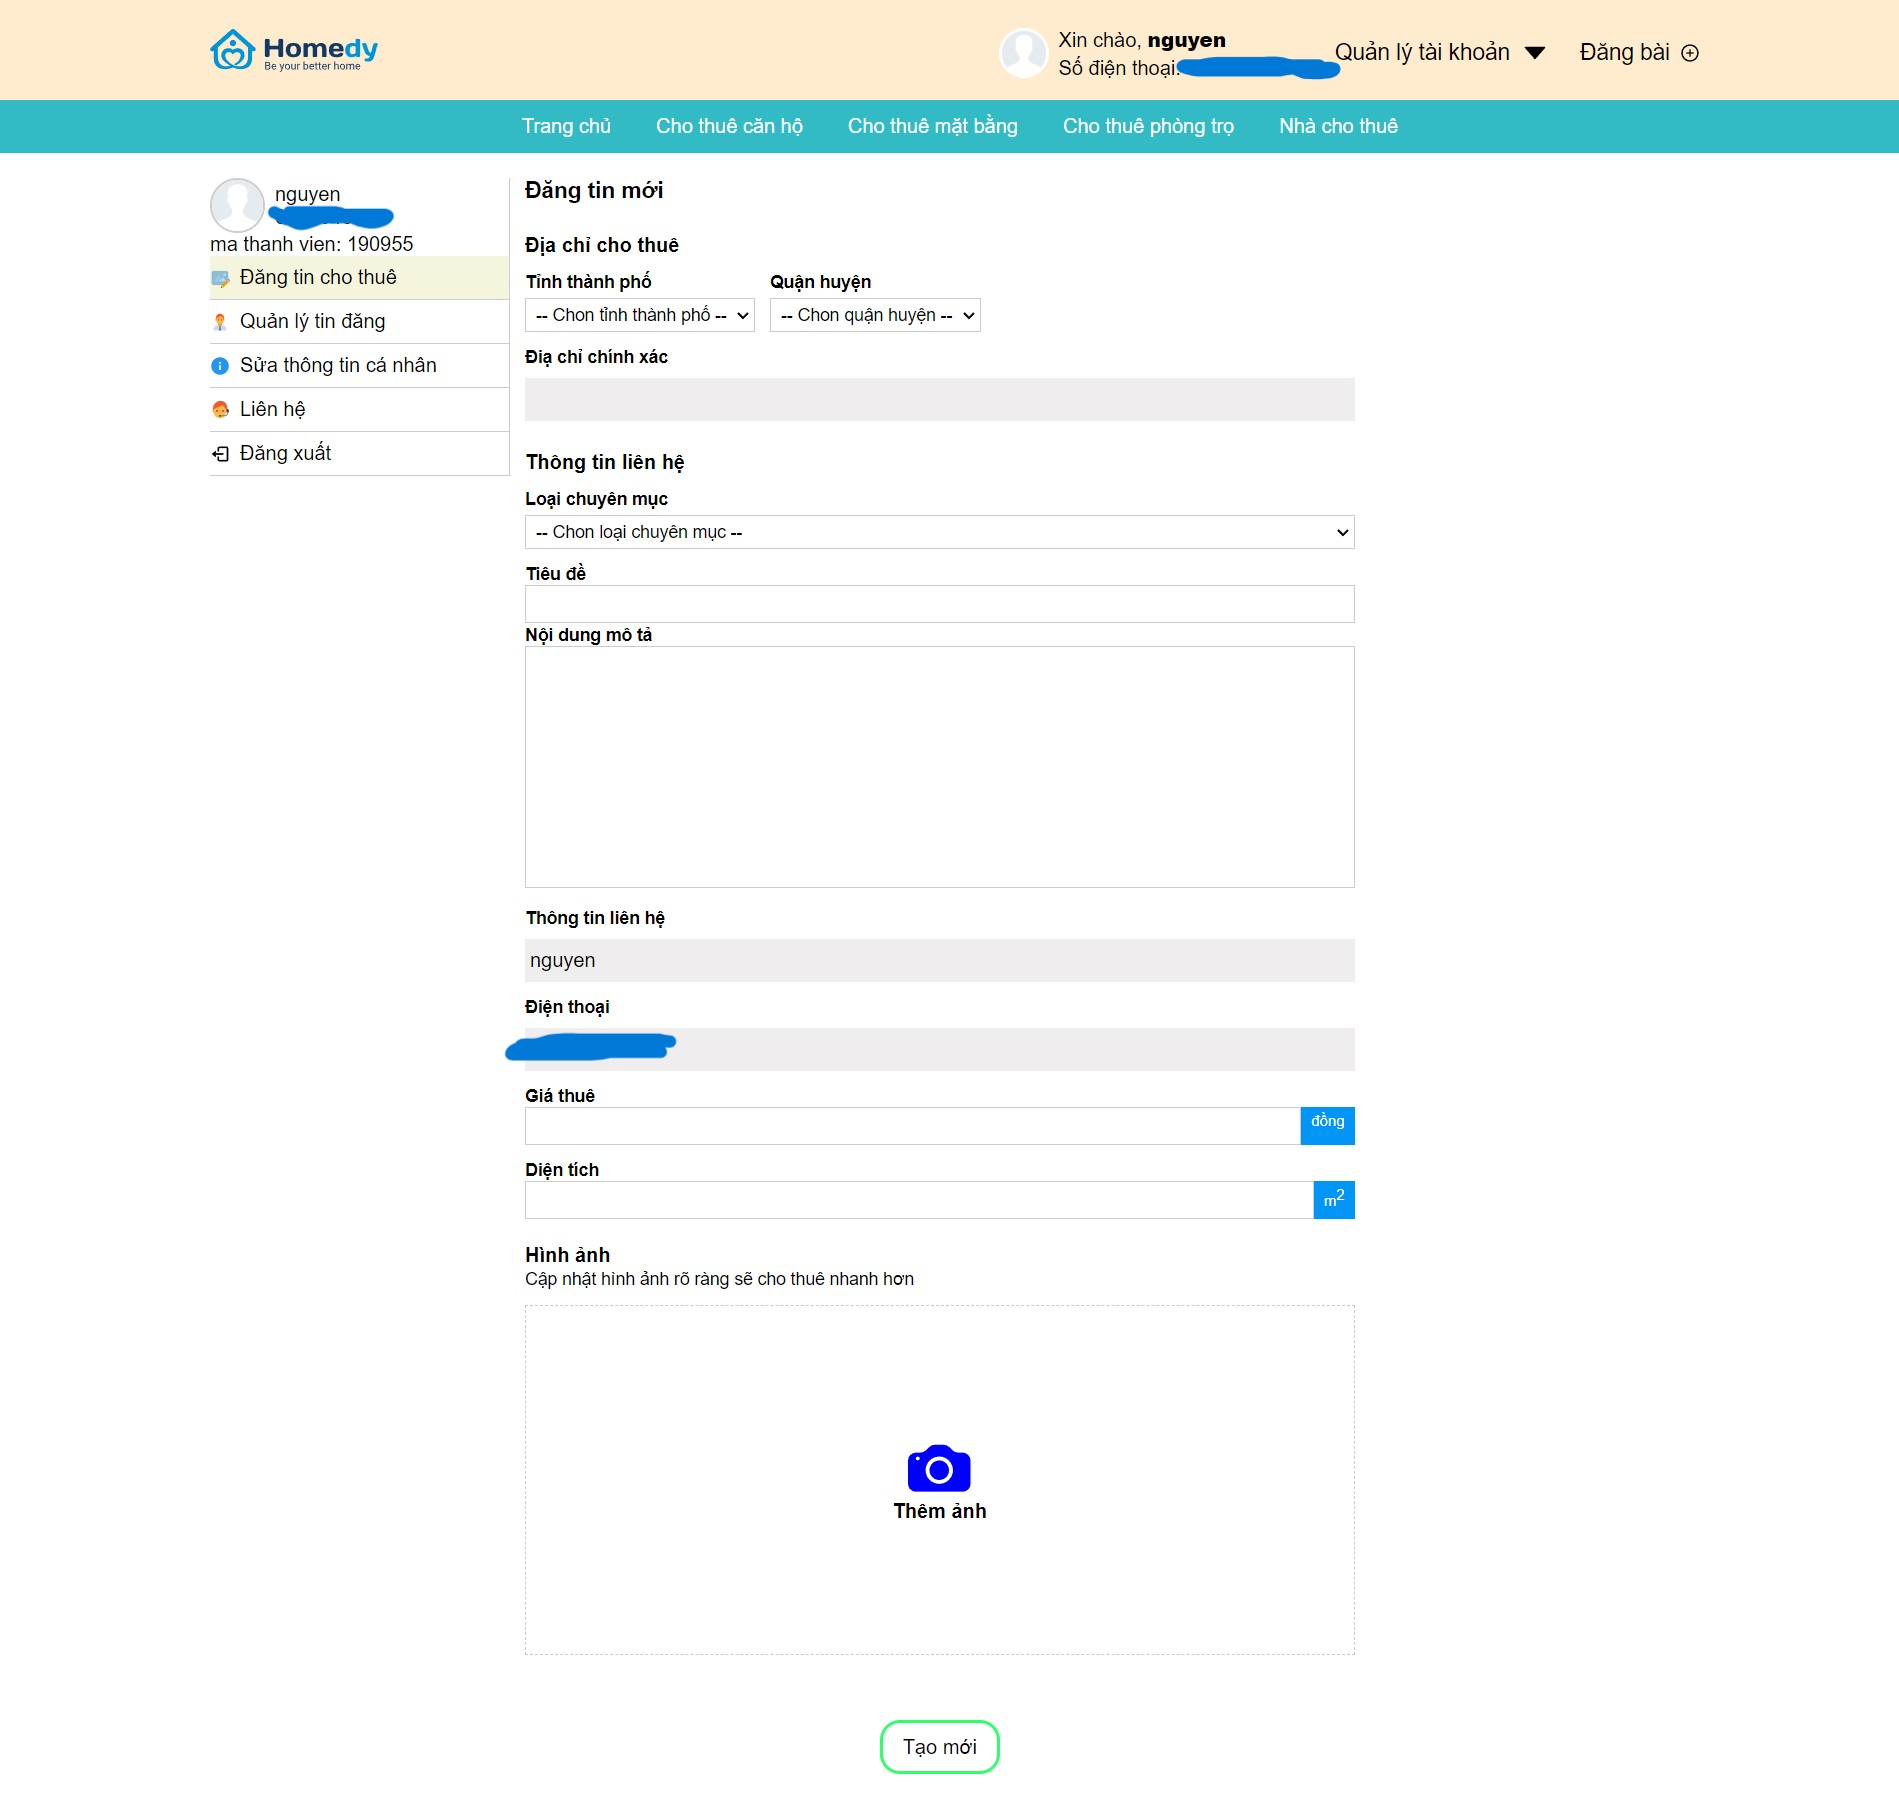 Homedy
Be your better home
Xin chào, nguyen
Số điện thoại:
Quản lý tài khoản
Đăng bài
Trang chủ
Cho thuê căn hộ
Cho thuê mặt bằng
Cho thuê phòng trọ
Nhà cho thuê
nguyen
ma thanh vien: 190955
Đăng tin cho thuê
Quản lý tin đăng
Sửa thông tin cá nhân
Liên hệ
Đăng xuất
Đăng tin mới
Địa chỉ cho thuê
Tỉnh thành phố
Quận huyện
-- Chon tỉnh thành phố --
-- Chon quận huyện --
Địa chỉ chính xác
Thông tin liên hệ
Loại chuyên mục
-- Chon loại chuyên mục --
Tiêu đề
Nội dung mô tả
Thông tin liên hệ
nguyen
Điện thoại
Giá thuê
đồng
Diện tích
m2
Hình ảnh
Cập nhật hình ảnh rõ ràng sẽ cho thuê nhanh hơn
Thêm ảnh
Tạo mới